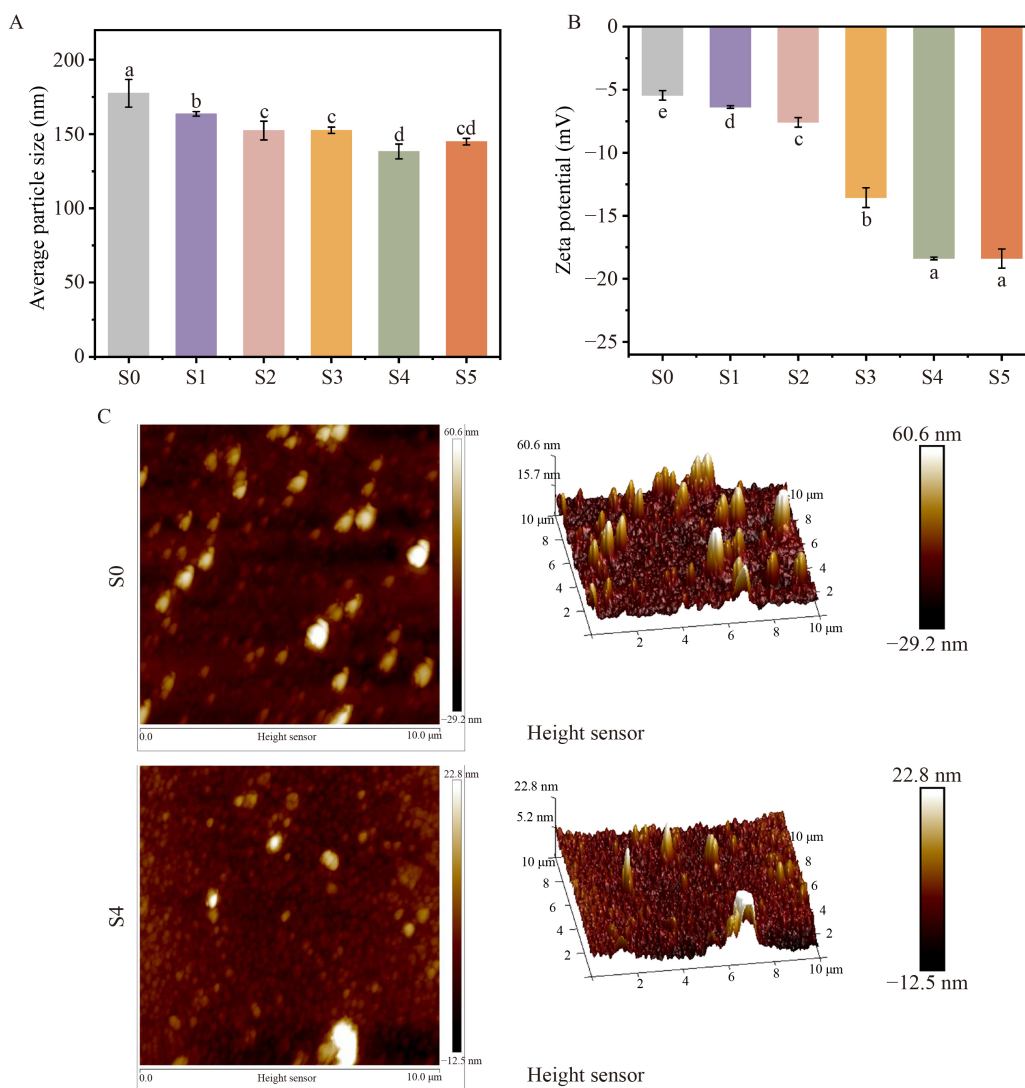 A
Average particle size (nm)
200
150
100
50
0
a
b
c
c
d
cd
S0
S1
S2
S3
S4
S5
B
Zeta potential (mV)
0
−5
−10
−15
−20
−25
e
d
c
b
a
a
S0
S1
S2
S3
S4
S5
C
S0
60.6 nm
−29.2 nm
0.0
Height sensor
10.0 μm
60.6 nm
15.7 nm
10 μm
8
6
4
2
2
4
6
8
10 μm
2
4
6
8
10 μm
60.6 nm
−29.2 nm
Height sensor
S4
22.8 nm
−12.5 nm
0.0
Height sensor
10.0 μm
22.8 nm
5.2 nm
10 μm
8
6
4
2
2
4
6
8
10 μm
2
4
6
8
10 μm
22.8 nm
−12.5 nm
Height sensor